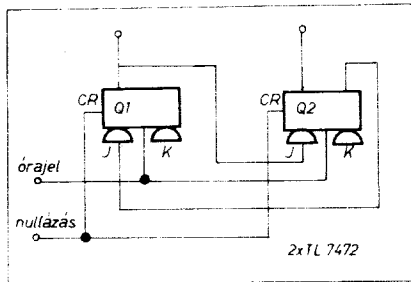 CR Q1
CR Q2
J K
J K
órajel
nullázás
2xTL 7472